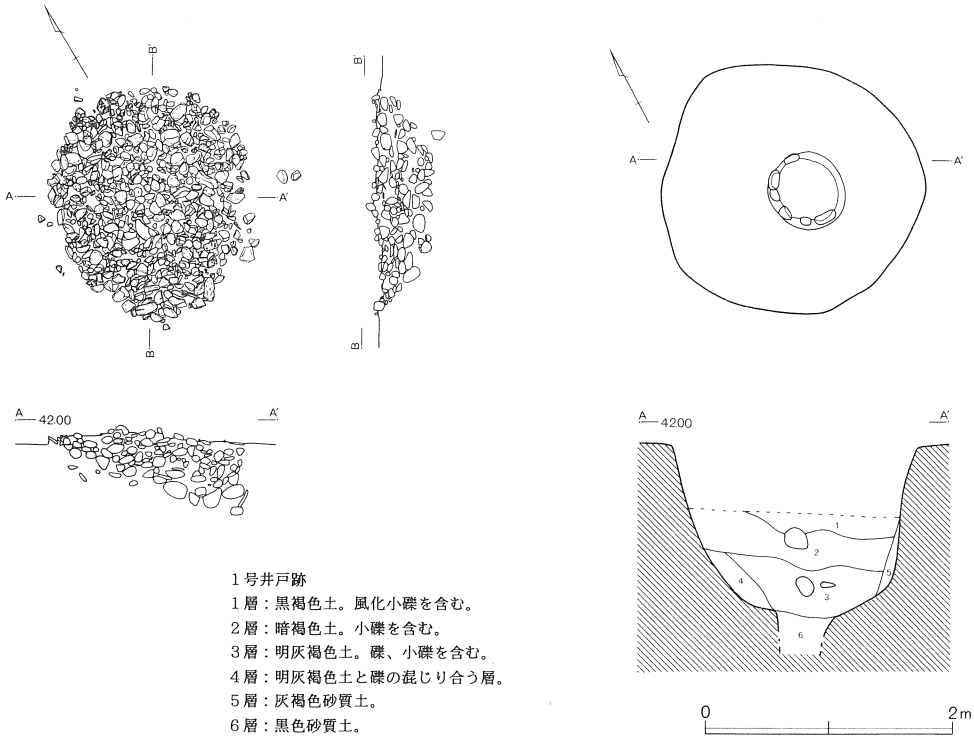 B'
A
A'
B
B'
B
A
A'
A
4200
A'
A
4200
A'
1
2
3
4
5
6
1号井戸跡
1層：黒褐色土。風化小礫を含む。
2層：暗褐色土。小礫を含む。
3層：明灰褐色土。礫、小礫を含む。
4層：明灰褐色土と礫の混じり合う層。
5層：灰褐色砂質土。
6層：黒色砂質土。
0
2m